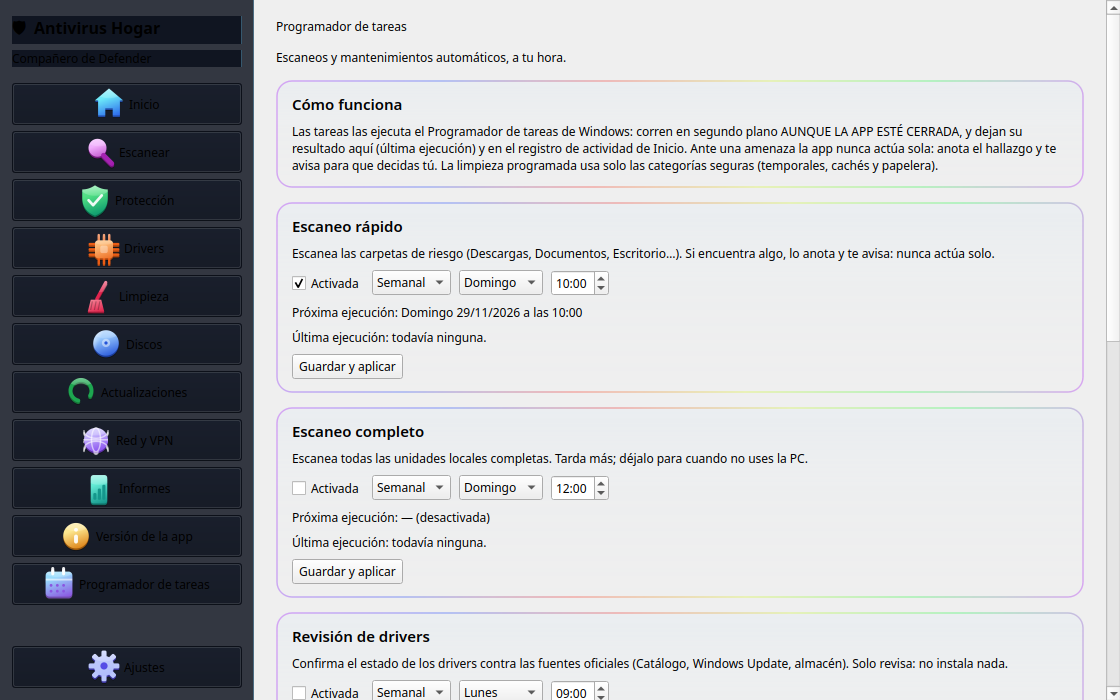 Antivirus Hogar
Compañero de Defender
Inicio
Escanear
Protección
Drivers
Limpieza
Discos
Actualizaciones
Red y VPN
Informes
Versión de la app
Programador de tareas
Ajustes
Programador de tareas
Escaneos y mantenimientos automáticos, a tu hora.
Cómo funciona
Las tareas las ejecuta el Programador de tareas de Windows: corren en segundo plano AUNQUE LA APP ESTÉ CERRADA, y dejan su
resultado aquí (última ejecución) y en el registro de actividad de Inicio. Ante una amenaza la app nunca actúa sola: anota el hallazgo y te
avisa para que decidas tú. La limpieza programada usa solo las categorías seguras (temporales, cachés y papelera).
Escaneo rápido
Escanea las carpetas de riesgo (Descargas, Documentos, Escritorio...). Si encuentra algo, lo anota y te avisa: nunca actúa solo.
Activada Semanal Domingo 10:00
Próxima ejecución: Domingo 29/11/2026 a las 10:00
Última ejecución: todavía ninguna.
Guardar y aplicar
Escaneo completo
Escanea todas las unidades locales completas. Tarda más; déjalo para cuando no uses la PC.
Activada Semanal Domingo 12:00
Próxima ejecución: — (desactivada)
Última ejecución: todavía ninguna.
Guardar y aplicar
Revisión de drivers
Confirma el estado de los drivers contra las fuentes oficiales (Catálogo, Windows Update, almacén). Solo revisa: no instala nada.
Activada Semanal Lunes 09:00